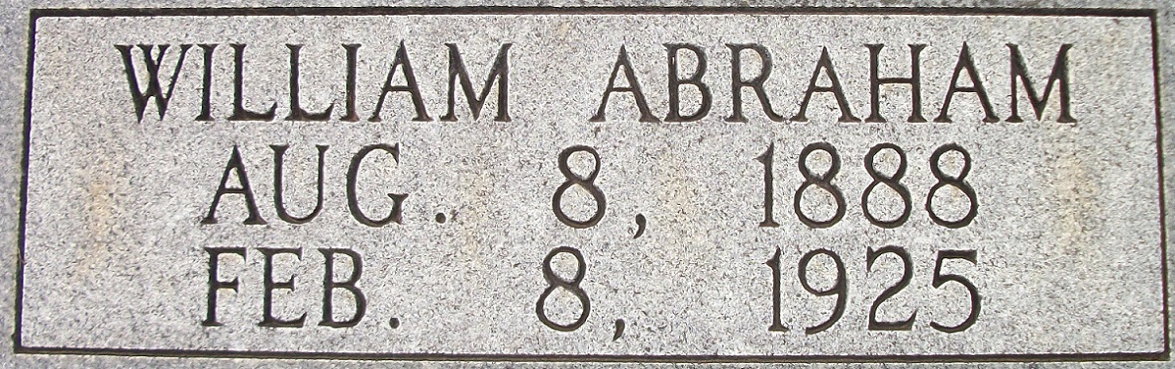 WILLIAM ABRAHAM
AUG. 8, 1888
FEB. 8, 1925